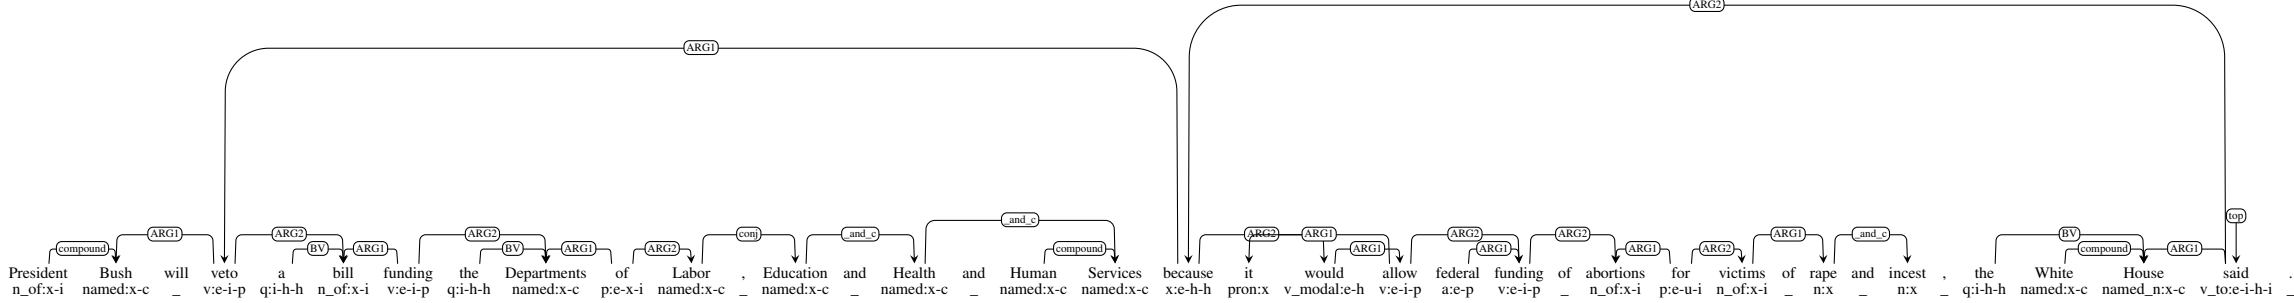 ARG2
ARG1
_and_c top
ARG1 ARG2 ARG2 conj _and_c ARG2 ARG1 ARG2 ARG2 ARG1 _and_c BV
compound BV ARG1 BV ARG1 ARG2 compound ARG1 ARG1 ARG1 ARG2 compound ARG1
President Bush will veto a bill funding the Departments of Labor , Education and Health and Human Services because it would allow federal funding of abortions for victims of rape and incest , the White House said .
n_of:x-i named:x-c _ v:e-i-p q:i-h-h n_of:x-i v:e-i-p q:i-h-h named:x-c p:e-x-i named:x-c _ named:x-c _ named:x-c _ named:x-c named:x-c x:e-h-h pron:x v_modal:e-h v:e-i-p a:e-p v:e-i-p _ n_of:x-i p:e-u-i n_of:x-i _ n:x _ n:x _ q:i-h-h named:x-c named_n:x-c v_to:e-i-h-i _